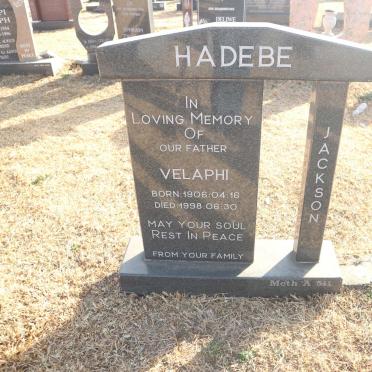 HADEBE
IN
LOVING MEMORY
OF
OUR FATHER
VELAPHI
BORN 1906:04:16
DIED 1998:06:30
MAY YOUR SOUL
REST IN PEACE
FROM YOUR FAMILY
JACKSON